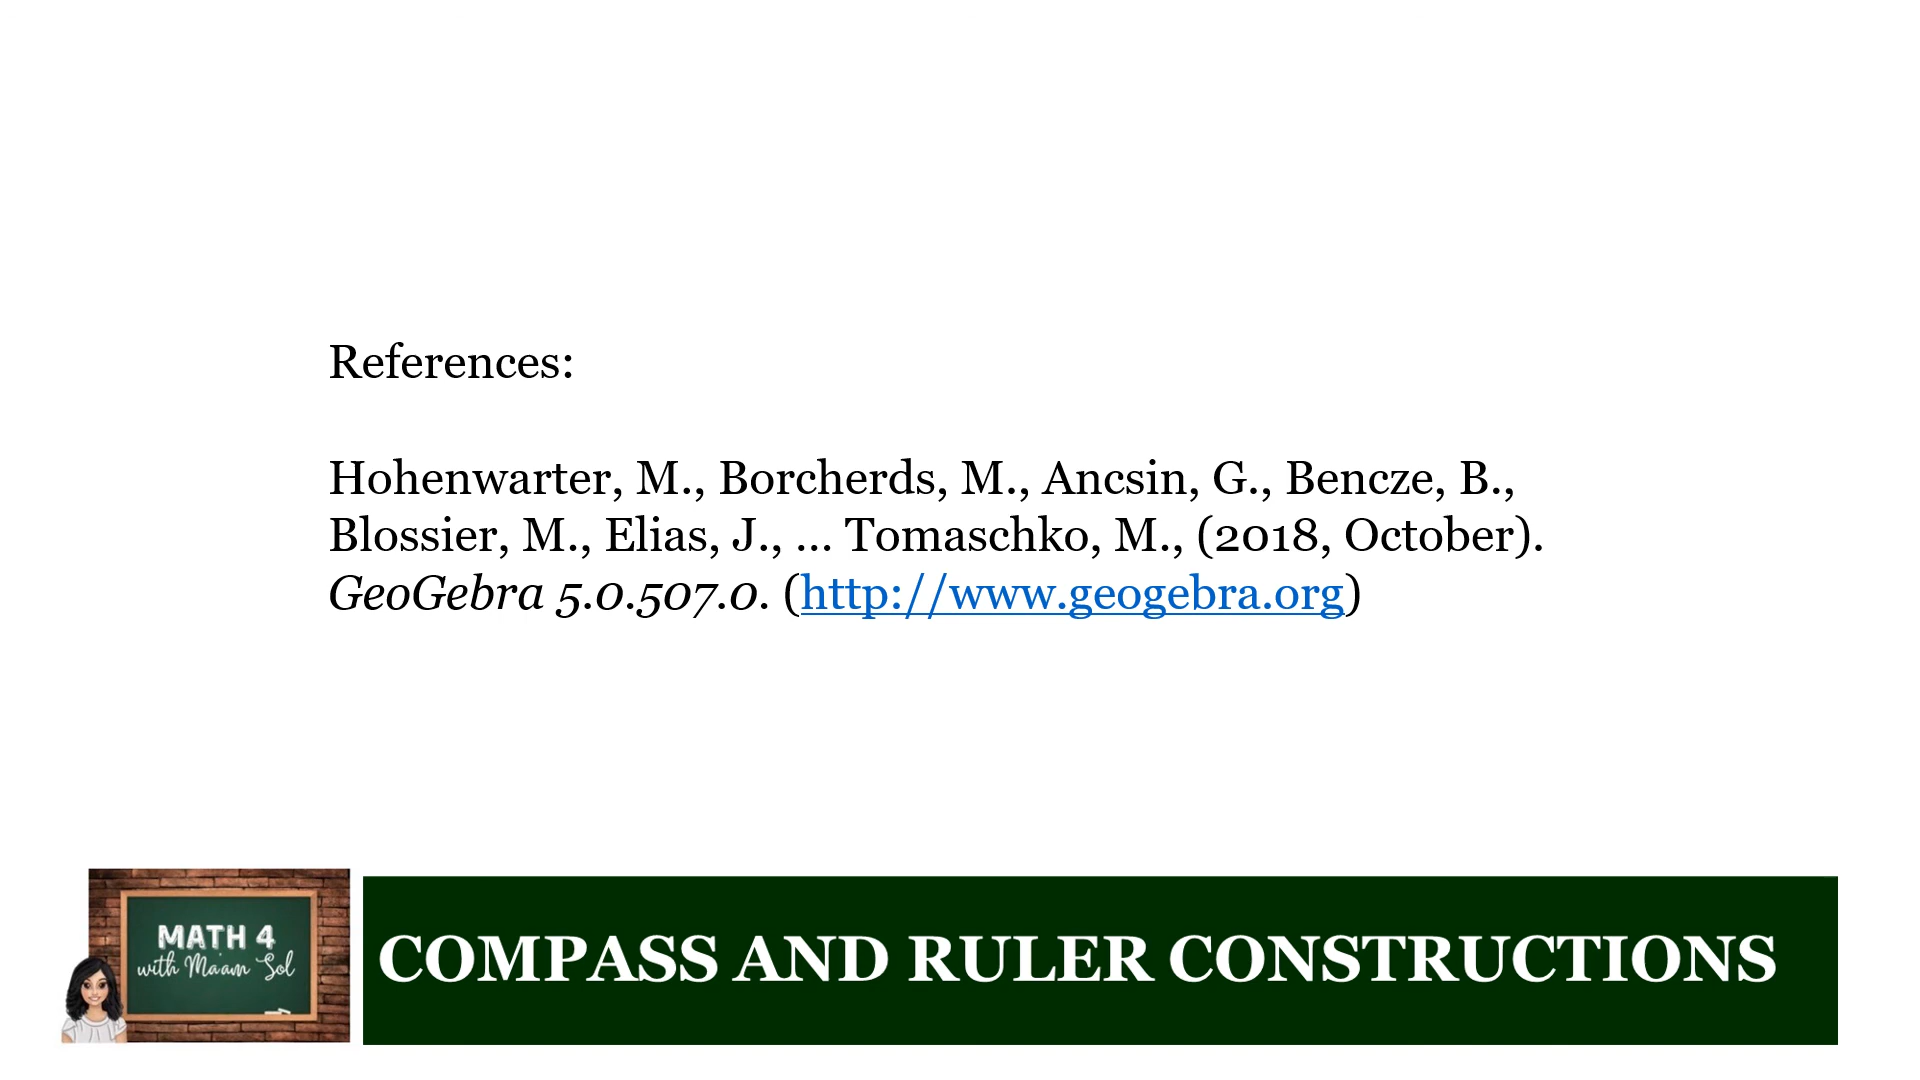 References:
Hohenwarter, M., Borcherds, M., Ancsin, G., Bencze, B.,
Blossier, M., Elias, J., ... Tomaschko, M., (2018, October).
GeoGebra 5.0.507.0. (http://www.geogebra.org)
MATH 4
with Ma'am Sol
COMPASS AND RULER CONSTRUCTIONS